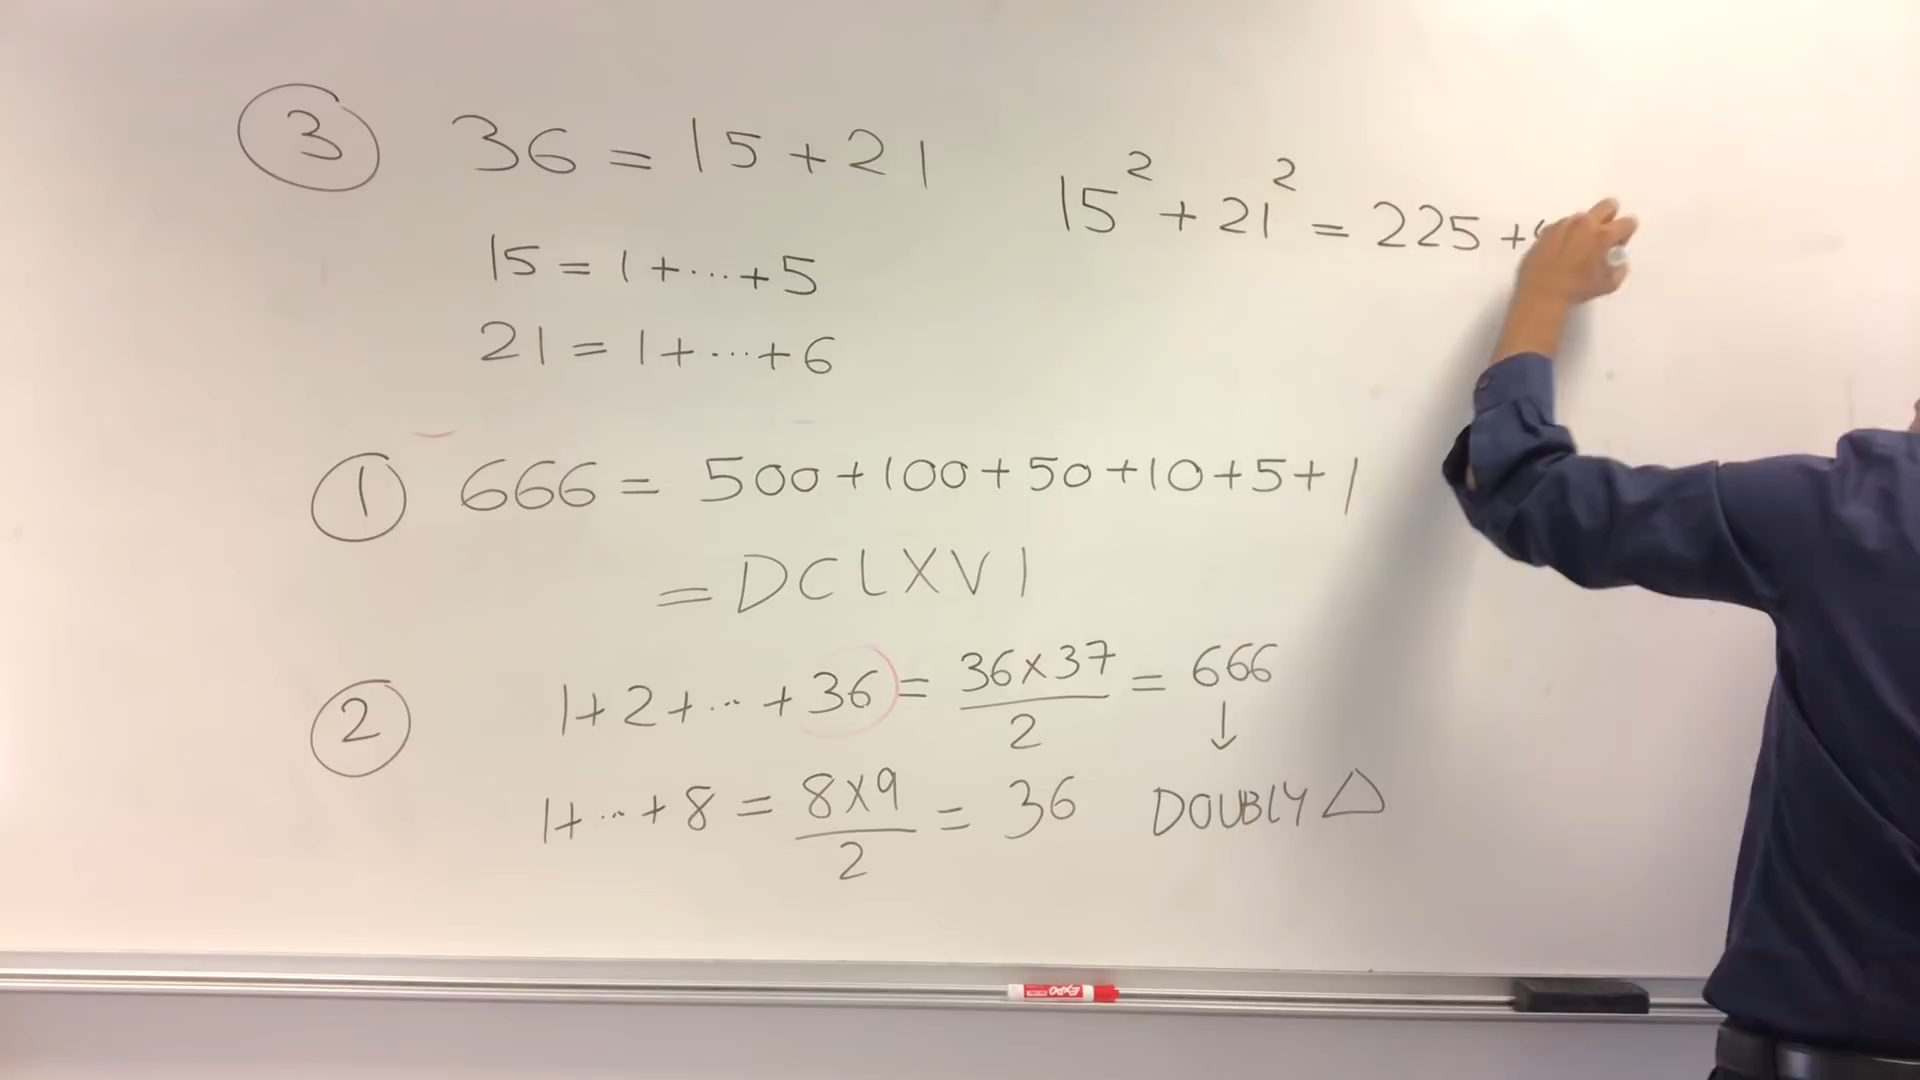 ③ 36 = 15 + 21
15 = 1 + ... + 5
21 = 1 + ... + 6
15² + 21² = 225 +
① 666 = 500 + 100 + 50 + 10 + 5 + 1
= DCLXVI
② 1 + 2 + ... + 36 = 36 × 37 / 2 = 666
↓
1 + ... + 8 = 8 × 9 / 2 = 36 DOUBLY △
EXPO